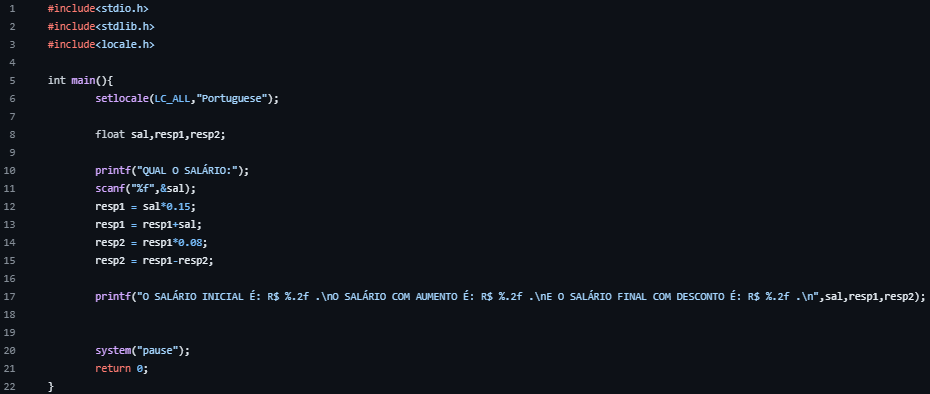 1 #include<stdio.h>
2 #include<stdlib.h>
3 #include<locale.h>
4
5 int main(){
6 setlocale(LC_ALL,"Portuguese");
7
8 float sal,resp1,resp2;
9
10 printf("QUAL O SALÁRIO:");
11 scanf("%f",&sal);
12 resp1 = sal*0.15;
13 resp1 = resp1+sal;
14 resp2 = resp1*0.08;
15 resp2 = resp1-resp2;
16
17 printf("O SALÁRIO INICIAL É: R$ %.2f .\nO SALÁRIO COM AUMENTO É: R$ %.2f .\nE O SALÁRIO FINAL COM DESCONTO É: R$ %.2f .\n",sal,resp1,resp2);
18
19
20 system("pause");
21 return 0;
22 }